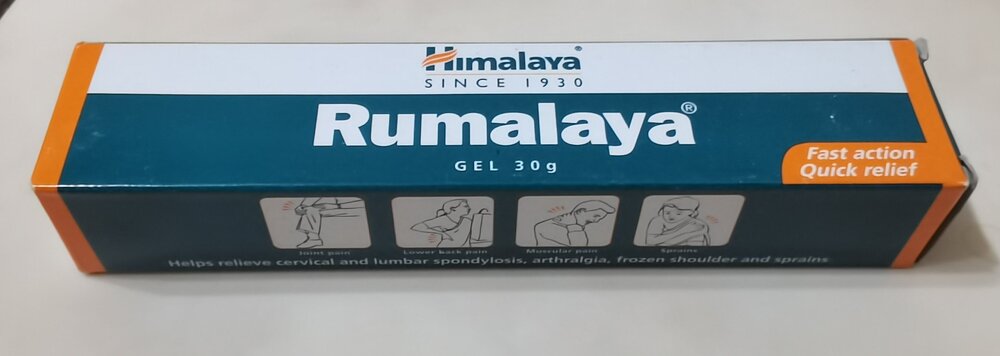 Himalaya®
SINCE 1930
Rumalaya®
GEL 30g
Fast action
Quick relief
Joint pain
Lower back pain
Muscular pain
Sprains
Helps relieve cervical and lumbar spondylosis, arthralgia, frozen shoulder and sprains